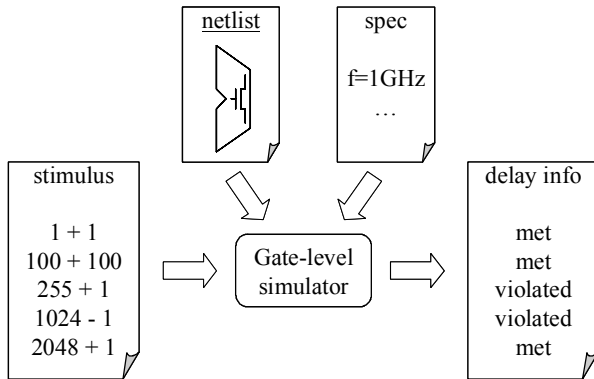 netlist
spec
f=1GHz
...
stimulus
1 + 1
100 + 100
255 + 1
1024 - 1
2048 + 1
Gate-level
simulator
delay info
met
met
violated
violated
met